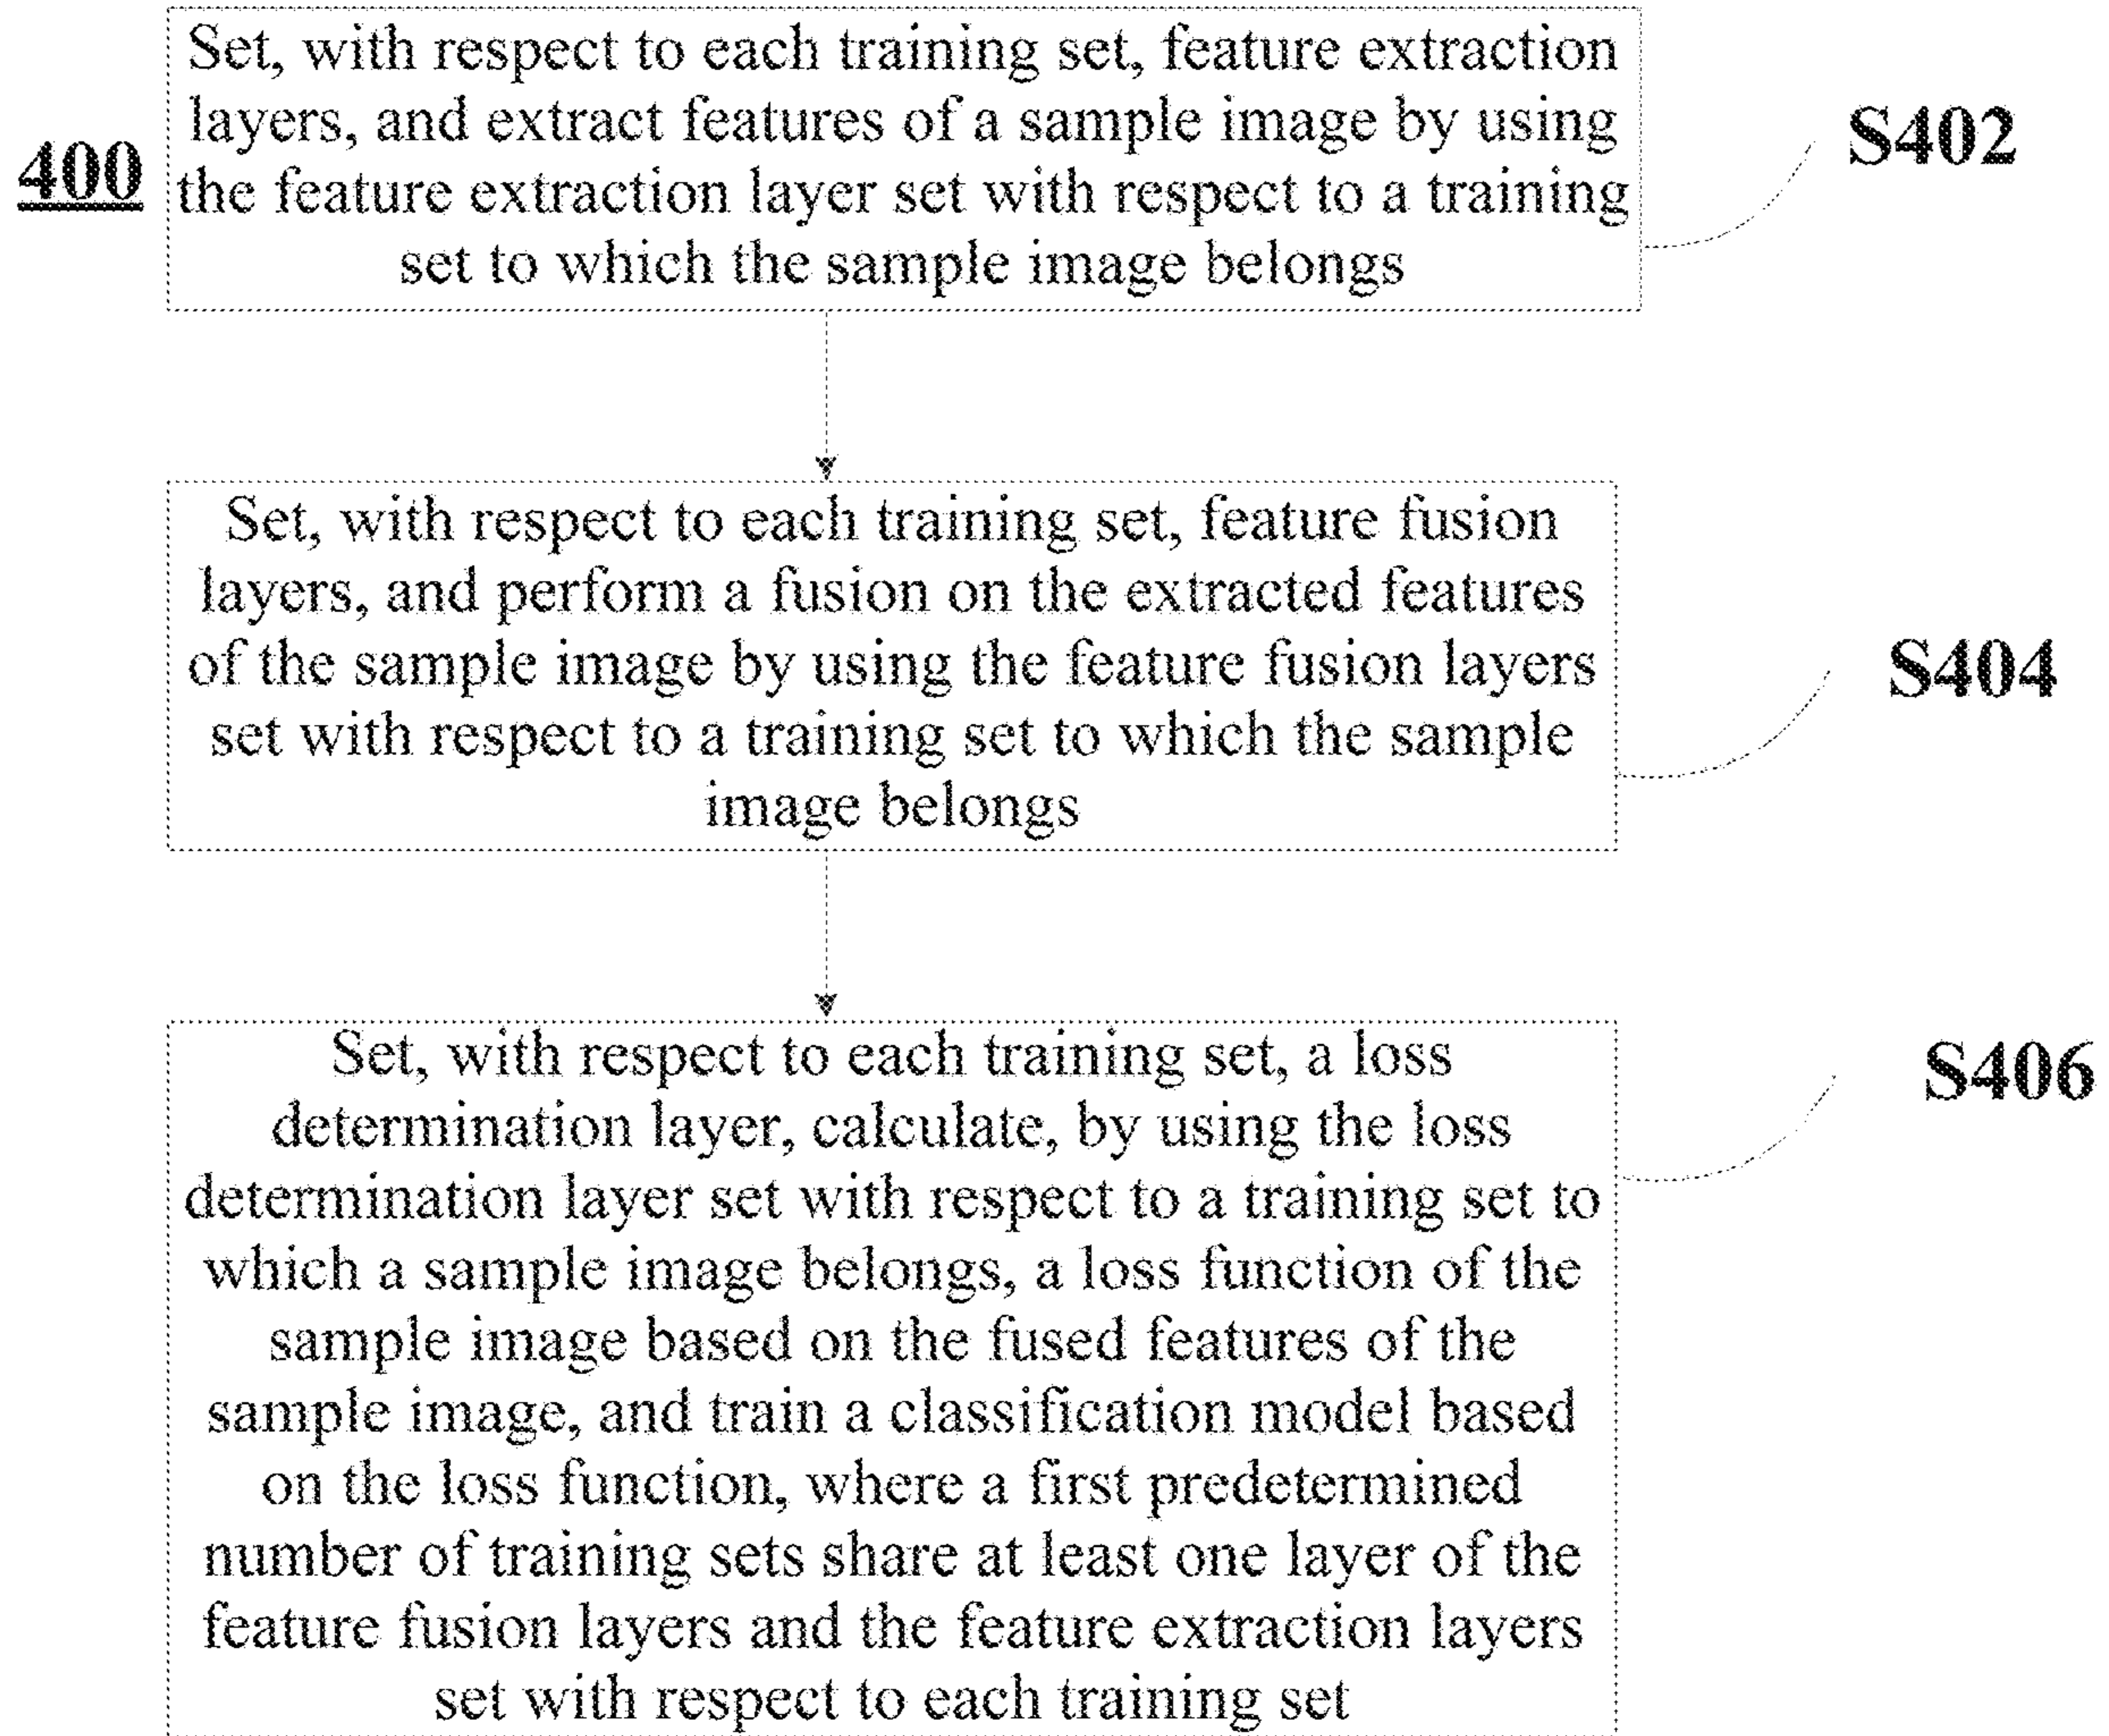 400
Set, with respect to each training set, feature extraction
layers, and extract features of a sample image by using
the feature extraction layer set with respect to a training
set to which the sample image belongs
S402
Set, with respect to each training set, feature fusion
layers, and perform a fusion on the extracted features
of the sample image by using the feature fusion layers
set with respect to a training set to which the sample
image belongs
S404
Set, with respect to each training set, a loss
determination layer, calculate, by using the loss
determination layer set with respect to a training set to
which a sample image belongs, a loss function of the
sample image based on the fused features of the
sample image, and train a classification model based
on the loss function, where a first predetermined
number of training sets share at least one layer of the
feature fusion layers and the feature extraction layers
set with respect to each training set
S406